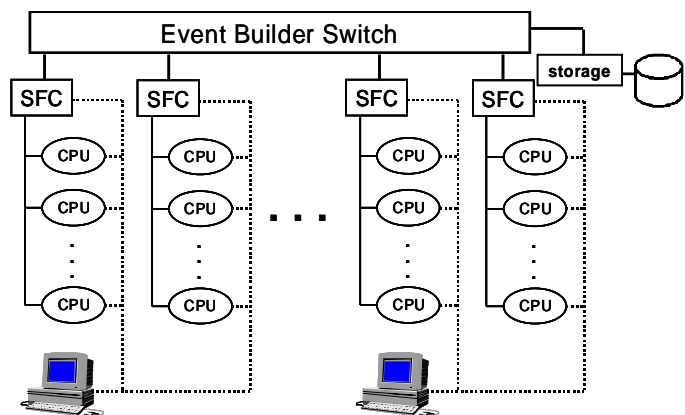 Event Builder Switch
storage
SFC
SFC
SFC
SFC
CPU
CPU
CPU
CPU
CPU
CPU
CPU
CPU
. . .
CPU
CPU
CPU
CPU